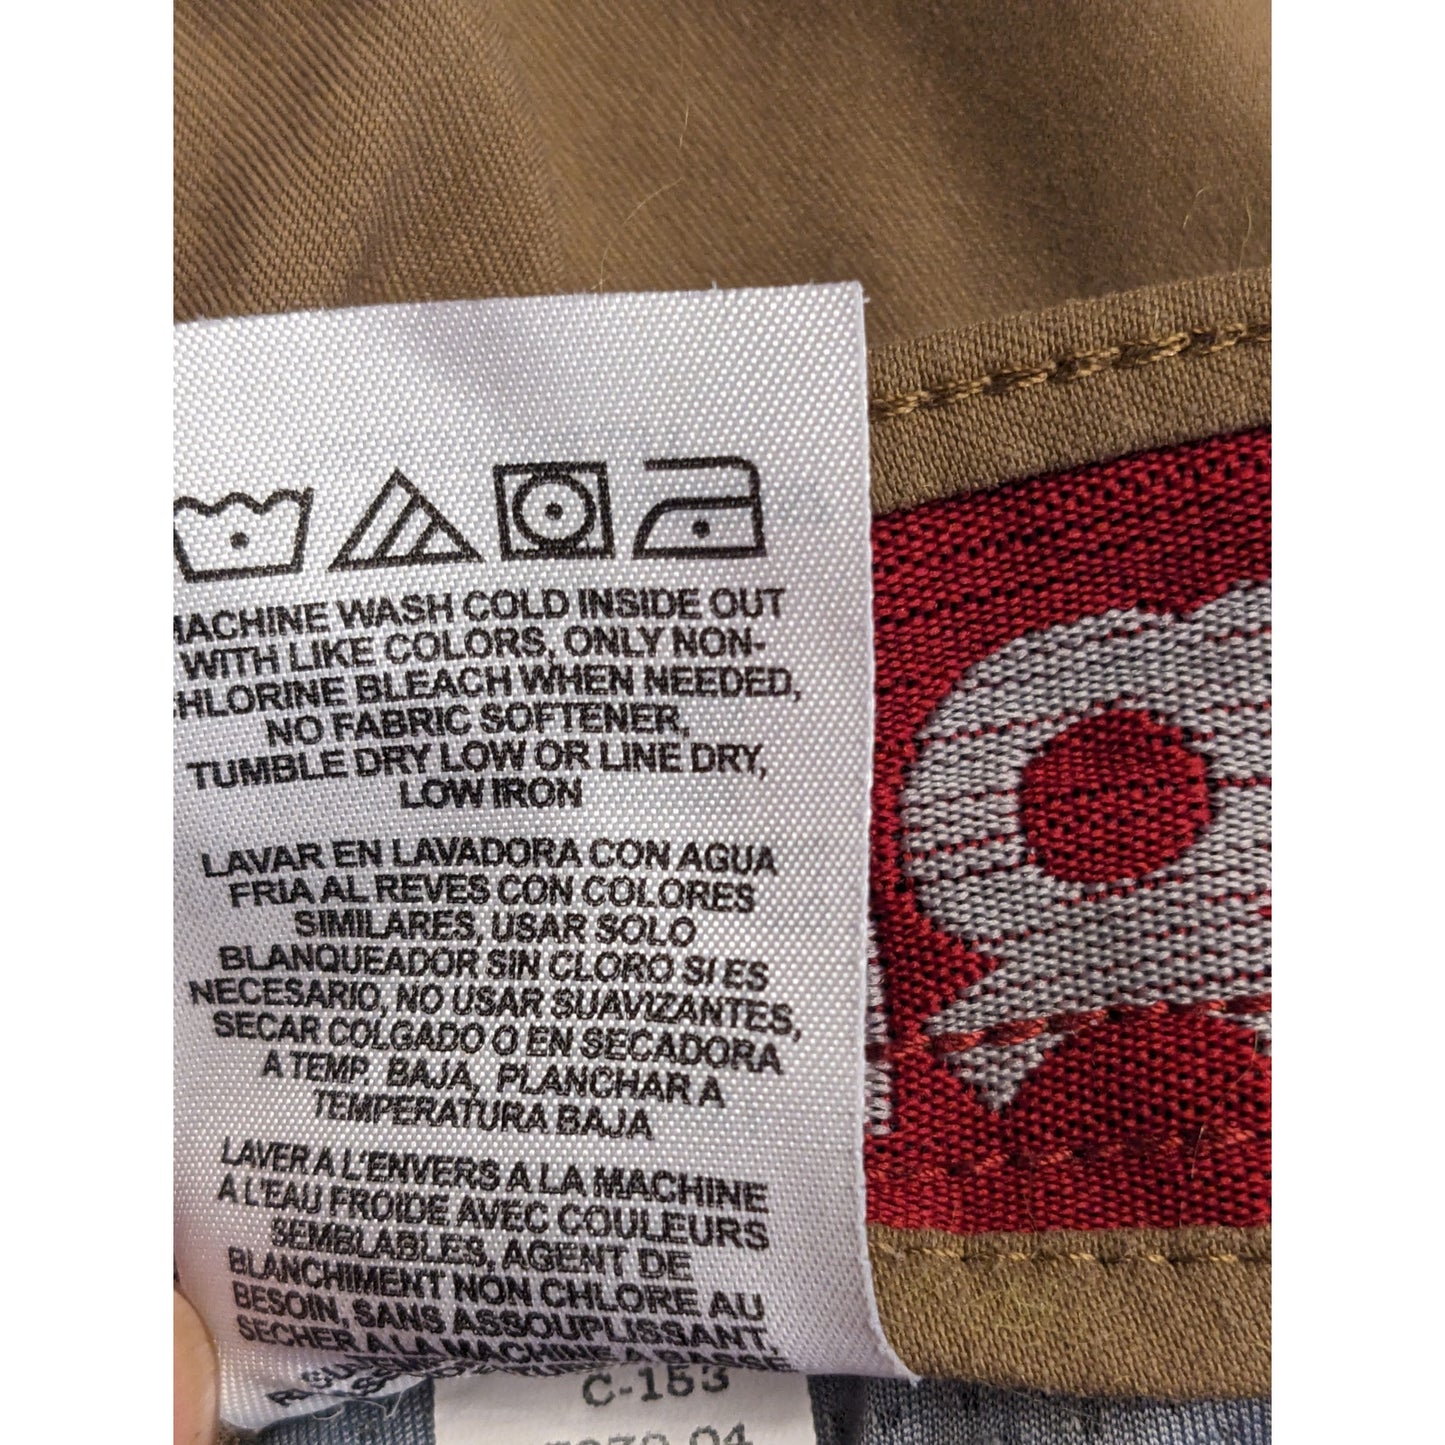 WASH COLD INSIDE OUT
WITH LIKE COLORS, ONLY NON-
BLEACH WHEN NEEDED,
NO FABRIC SOFTENER,
TUMBLE DRY LOW OR LINE DRY,
LOW IRON
LAVAR EN LAVADORA CON AGUA
FRIA AL REVES CON COLORES
SIMILARES, USAR SOLO
BLANQUEADOR SIN CLORO SI ES
NECESARIO, NO USAR SUAVIZANTES,
SECAR COLGADO O EN SECADORA
A TEMP. BAJA, PLANCHAR A
TEMPERATURA BAJA
LAVER A L'ENVERS A LA MACHINE
A L'EAU FROIDE AVEC COULEURS
SEMBLABLES, AGENT DE
BLANCHIMENT NON CHLORE AU
BESOIN, SANS ASSOUPLISSANT.
SECHER A LA MACHINE A BASSE
C-153